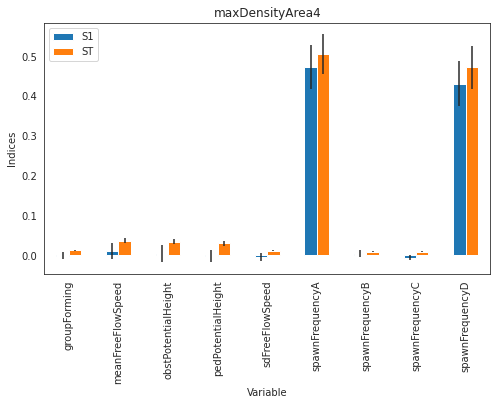 maxDensityArea4
S1
ST
Indices
0.5
0.4
0.3
0.2
0.1
0.0
groupForming
meanFreeFlowSpeed
obstPotentialHeight
pedPotentialHeight
sdFreeFlowSpeed
spawnFrequencyA
spawnFrequencyB
spawnFrequencyC
spawnFrequencyD
Variable